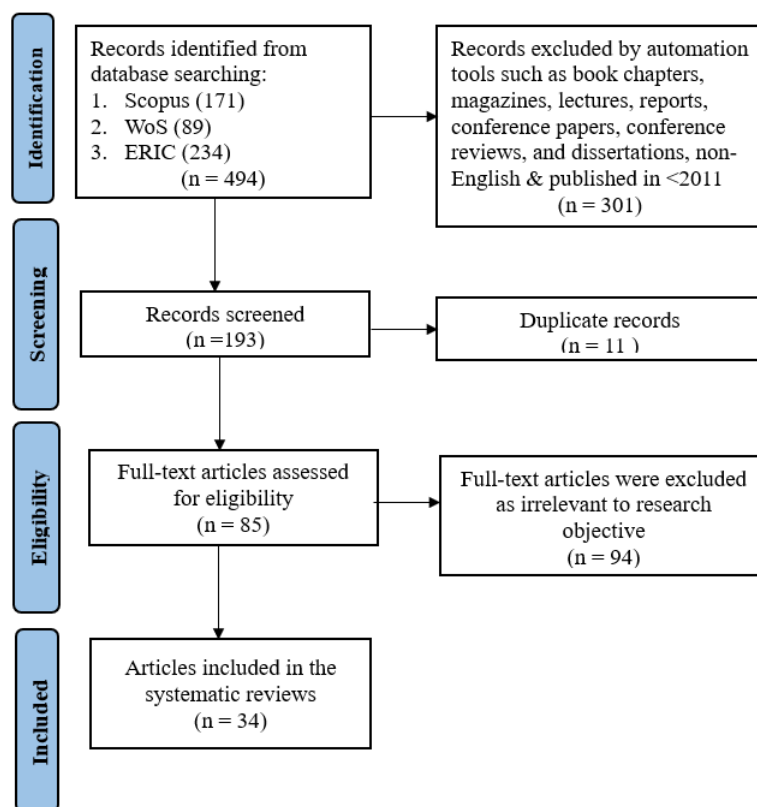 Identification
Records identified from
database searching:
1. Scopus (171)
2. WoS (89)
3. ERIC (234)
(n = 494)
Records excluded by automation
tools such as book chapters,
magazines, lectures, reports,
conference papers, conference
reviews, and dissertations, non-
English & published in <2011
(n = 301)
Screening
Records screened
(n =193)
Duplicate records
(n = 11 )
Eligibility
Full-text articles assessed
for eligibility
(n = 85)
Full-text articles were excluded
as irrelevant to research
objective
(n = 94)
Included
Articles included in the
systematic reviews
(n = 34)